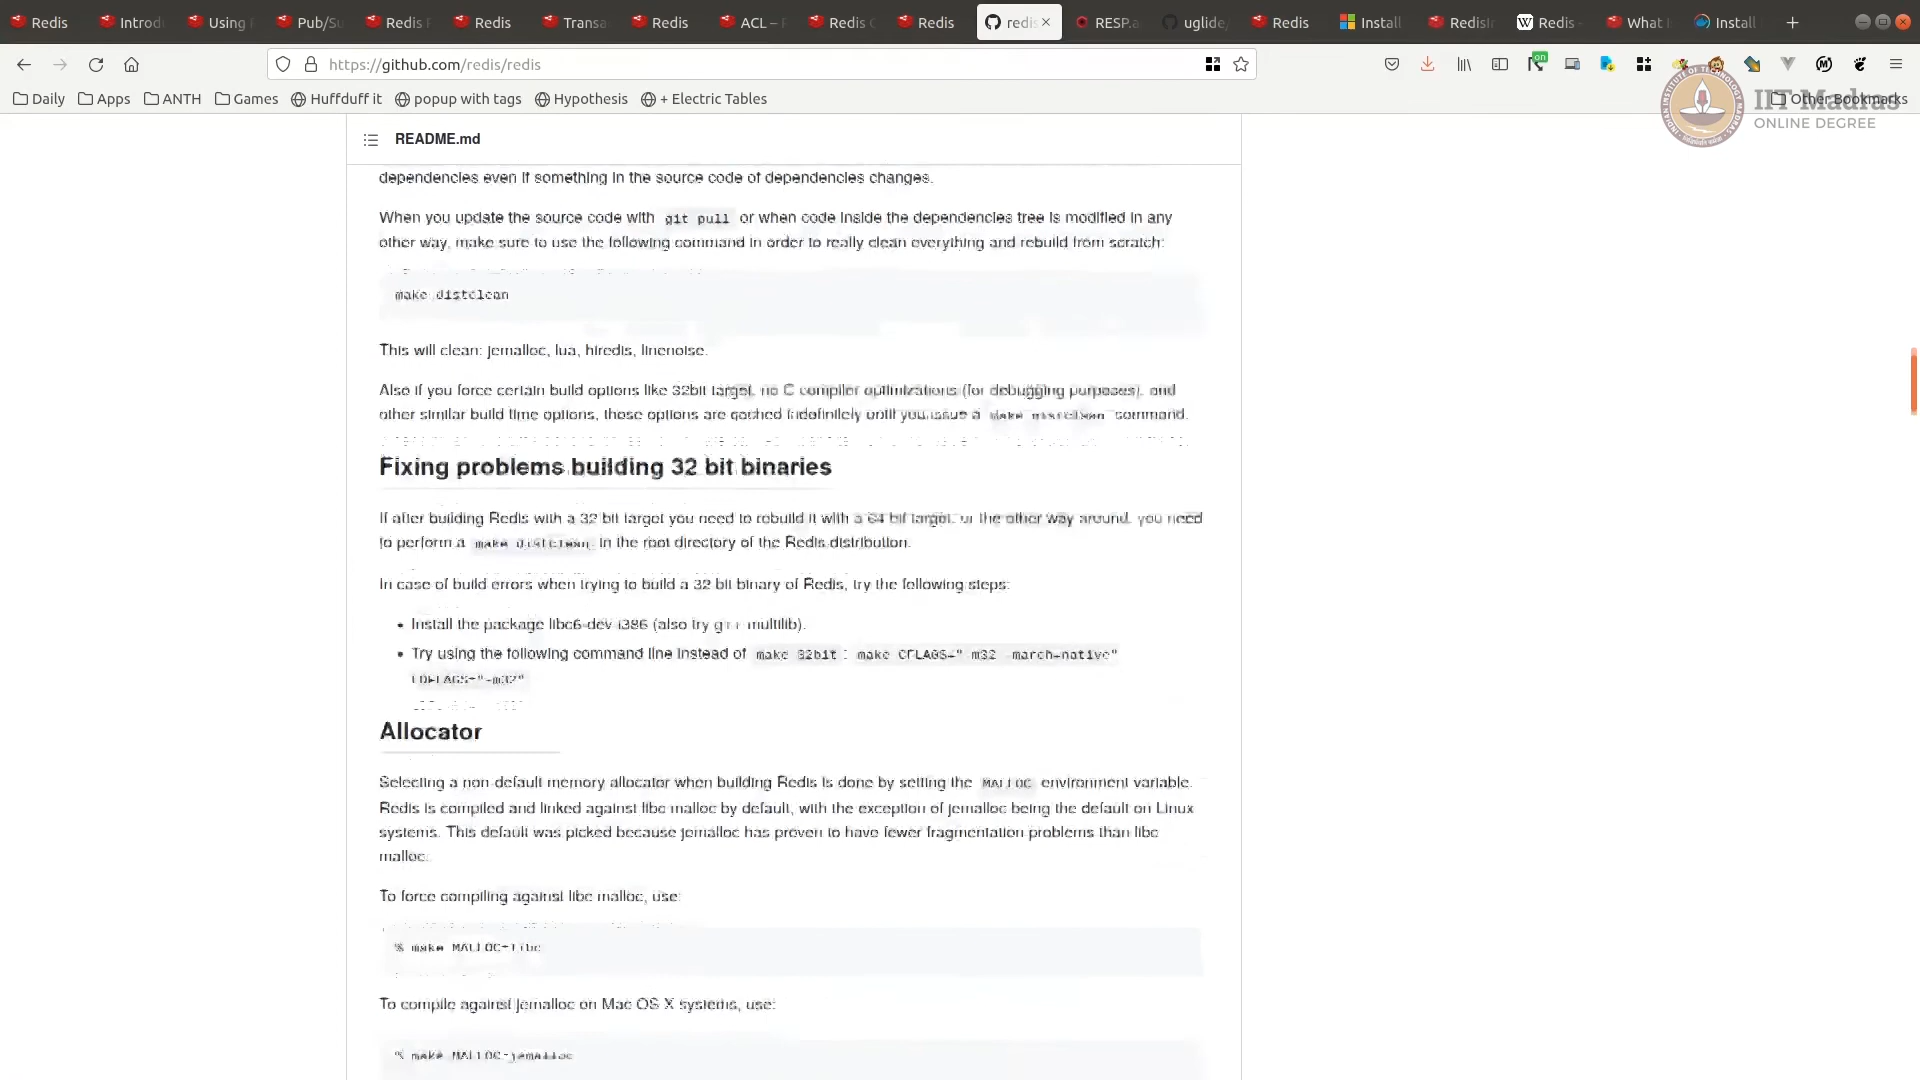 Redis
Introd
Using
Pub/Su
Redis
Redis
Transa
Redis
ACL –
Redis
Redis
redis
RESP.a
uglide/
Redis
Install
RedisI
Redis
What
Install
https://github.com/redis/redis
on
Daily
Apps
ANTH
Games
Huffduff it
popup with tags
Hypothesis
+ Electric Tables
Other Bookmarks
IIT Madras
ONLINE DEGREE
README.md
dependencies even if something in the source code of dependencies changes.
When you update the source code with git pull or when code inside the dependencies tree is modified in any
other way, make sure to use the following command in order to really clean everything and rebuild from scratch:
make distclean
This will clean: jemalloc, lua, hiredis, linenoise.
Also if you force certain build options like 32bit target, no C compiler optimizations (for debugging purposes), and
other similar build time options, those options are cached indefinitely until you issue a make distclean command.
Fixing problems building 32 bit binaries
If after building Redis with a 32 bit target you need to rebuild it with a 64 bit target, or the other way around, you need
to perform a make distclean in the root directory of the Redis distribution.
In case of build errors when trying to build a 32 bit binary of Redis, try the following steps:
• Install the package libc6-dev-i386 (also try g++-multilib).
• Try using the following command line instead of make 32bit : make CFLAGS="-m32 -march=native"
LDFLAGS="-m32"
Allocator
Selecting a non-default memory allocator when building Redis is done by setting the MALLOC environment variable.
Redis is compiled and linked against libc malloc by default, with the exception of jemalloc being the default on Linux
systems. This default was picked because jemalloc has proven to have fewer fragmentation problems than libc
malloc.
To force compiling against libc malloc, use:
% make MALLOC=libc
To compile against jemalloc on Mac OS X systems, use:
% make MALLOC=jemalloc